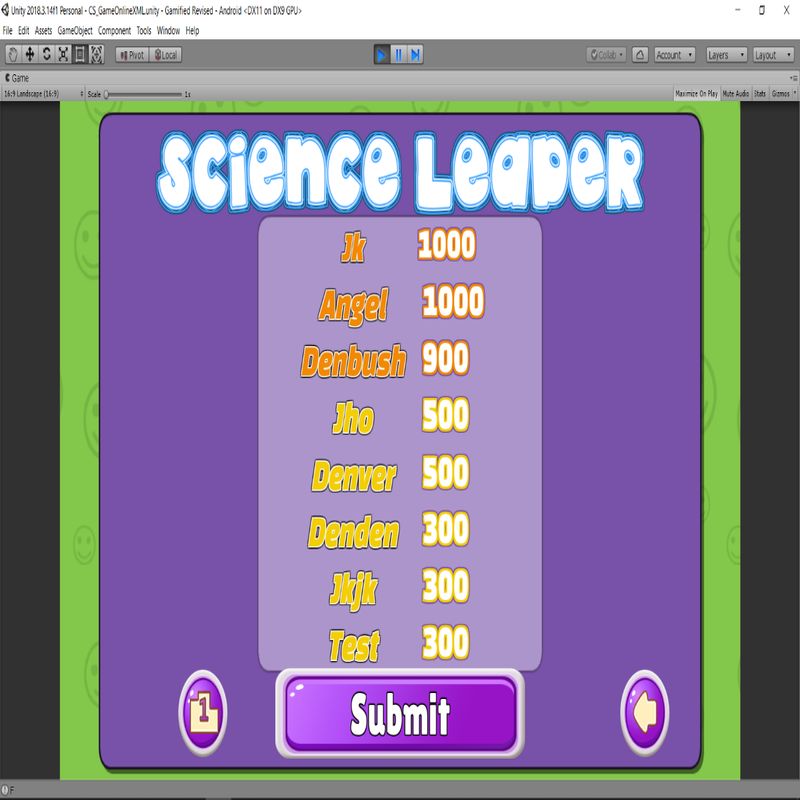 Unity 2018.3.14f1 Personal - CS_GameOnlineXML.unity - Gamified Revised - Android <DX11 on DX9 GPU>
File Edit Assets GameObject Component Tools Window Help
Pivot Local Collab Account Layers Layout
Game
16:9 Landscape (16:9) Scale 1x Maximize On Play Mute Audio Stats Gizmos
Science Leader
Jk 1000
Angel 1000
Denbush 900
Jho 500
Denver 500
Denden 300
Jkjk 300
Test 300
1 Submit
F